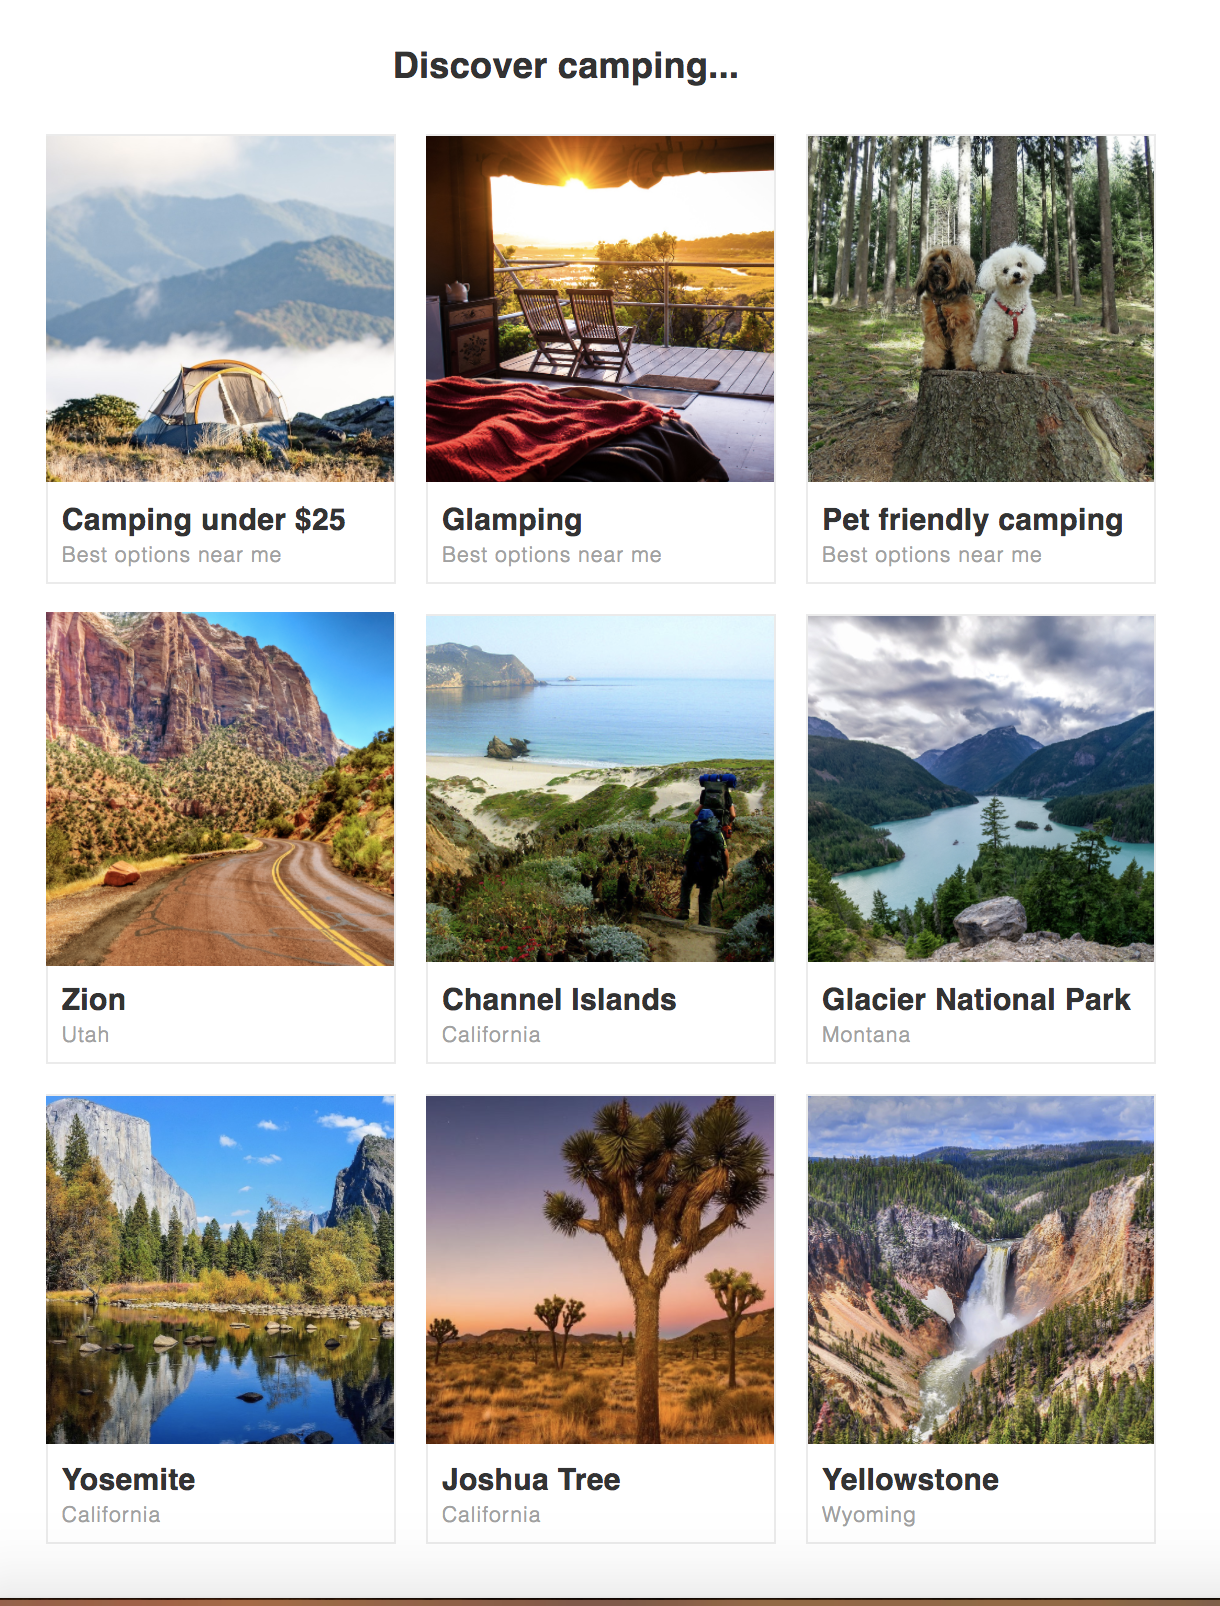 Discover camping...
Camping under $25
Best options near me
Glamping
Best options near me
Pet friendly camping
Best options near me
Zion
Utah
Channel Islands
California
Glacier National Park
Montana
Yosemite
California
Joshua Tree
California
Yellowstone
Wyoming